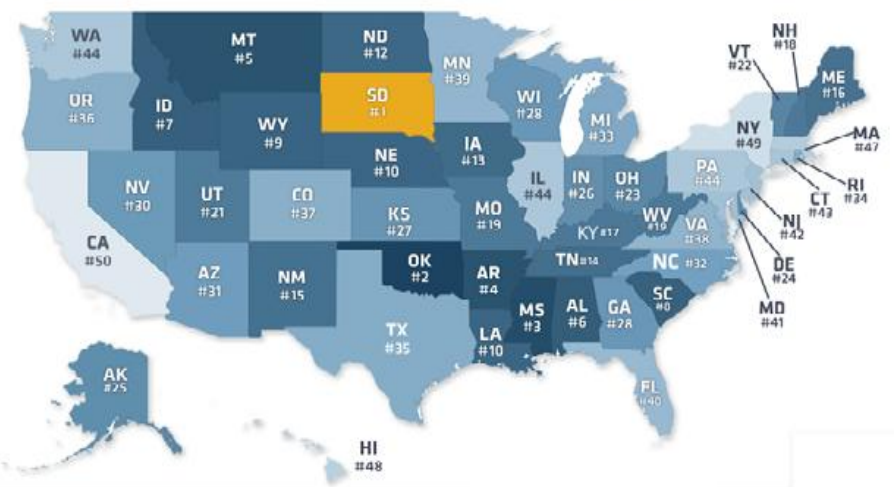 WA
#44
MT
#5
ND
#12
MN
#39
NH
#18
VT
#22
ME
#16
OR
#36
ID
#7
SD
#1
WI
#28
MI
#33
WY
#9
NY
#49
MA
#47
IA
#13
NE
#10
PA
#44
RI
#34
NV
#30
UT
#21
CO
#37
IL
#44
IN
#26
OH
#23
CT
#43
CA
#50
KS
#27
MO
#19
WV
#19
VA
#38
NJ
#42
KY #17
DE
#24
AZ
#31
NM
#15
OK
#2
AR
#4
TN #14
NC #32
MD
#41
MS
#3
AL
#6
GA
#28
SC
#8
TX
#35
LA
#10
AK
#25
FL
#40
HI
#48